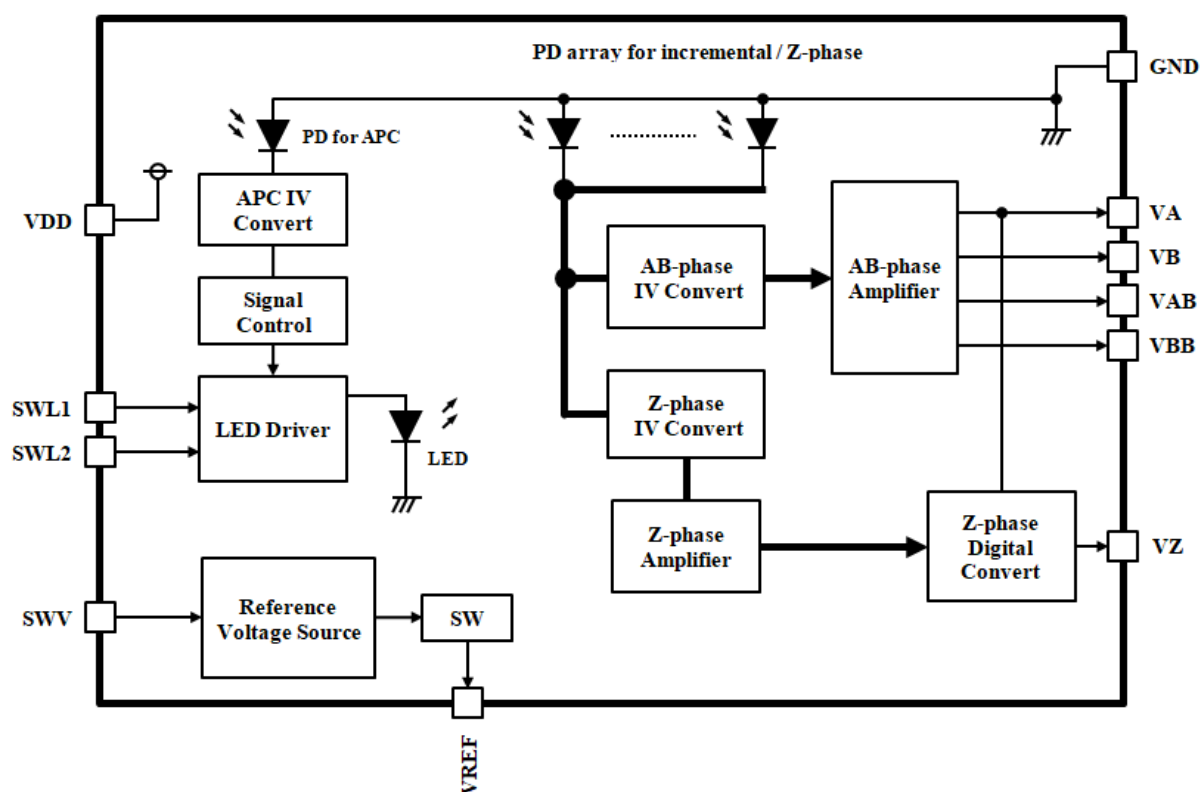 PD array for incremental / Z-phase
GND
PD for APC
APC IV
Convert
VDD
VA
AB-phase
IV Convert
AB-phase
Amplifier
VB
VAB
VBB
Signal
Control
SWL1
SWL2
LED Driver
LED
Z-phase
IV Convert
Z-phase
Amplifier
Z-phase
Digital
Convert
VZ
SWV
Reference
Voltage Source
SW
VREF